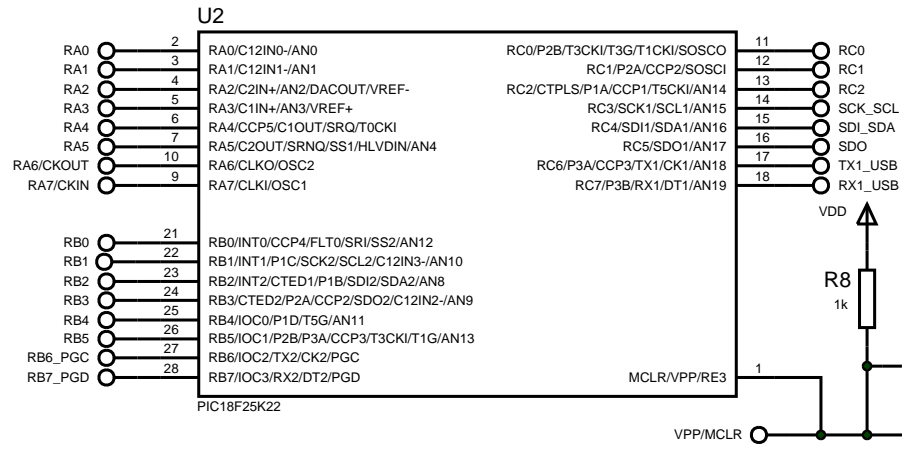 U2
RA0 2 RA0/C12IN0-/AN0 RC0/P2B/T3CKI/T3G/T1CKI/SOSCO 11 RC0
RA1 3 RA1/C12IN1-/AN1 RC1/P2A/CCP2/SOSCI 12 RC1
RA2 4 RA2/C2IN+/AN2/DACOUT/VREF- RC2/CTPLS/P1A/CCP1/T5CKI/AN14 13 RC2
RA3 5 RA3/C1IN+/AN3/VREF+ RC3/SCK1/SCL1/AN15 14 SCK_SCL
RA4 6 RA4/CCP5/C1OUT/SRQ/T0CKI RC4/SDI1/SDA1/AN16 15 SDI_SDA
RA5 7 RA5/C2OUT/SRNQ/SS1/HLVDIN/AN4 RC5/SDO1/AN17 16 SDO
RA6/CKOUT 10 RA6/CLKO/OSC2 RC6/P3A/CCP3/TX1/CK1/AN18 17 TX1_USB
RA7/CKIN 9 RA7/CLKI/OSC1 RC7/P3B/RX1/DT1/AN19 18 RX1_USB
VDD
RB0 21 RB0/INT0/CCP4/FLT0/SRI/SS2/AN12
RB1 22 RB1/INT1/P1C/SCK2/SCL2/C12IN3-/AN10
RB2 23 RB2/INT2/CTED1/P1B/SDI2/SDA2/AN8 R8
RB3 24 RB3/CTED2/P2A/CCP2/SDO2/C12IN2-/AN9 1k
RB4 25 RB4/IOC0/P1D/T5G/AN11
RB5 26 RB5/IOC1/P2B/P3A/CCP3/T3CKI/T1G/AN13
RB6_PGC 27 RB6/IOC2/TX2/CK2/PGC
RB7_PGD 28 RB7/IOC3/RX2/DT2/PGD MCLR/VPP/RE3 1
PIC18F25K22
VPP/MCLR